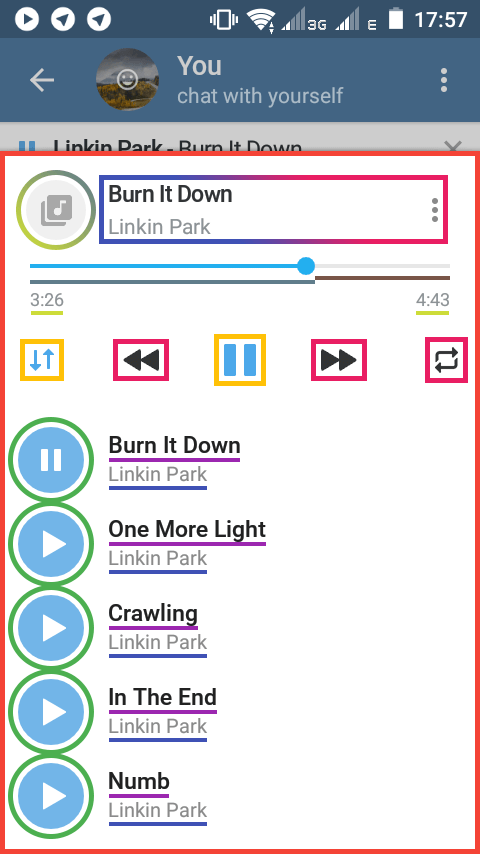 3G E 17:57
You
chat with yourself
Linkin Park - Burn It Down
Burn It Down
Linkin Park
3:26 4:43
Burn It Down
Linkin Park
One More Light
Linkin Park
Crawling
Linkin Park
In The End
Linkin Park
Numb
Linkin Park